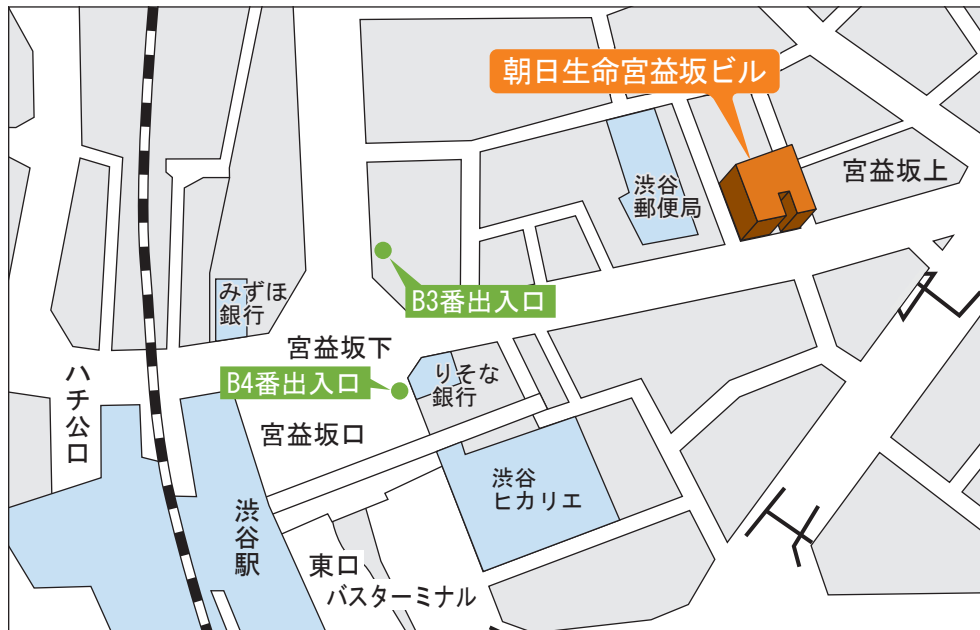 朝日生命宮益坂ビル
宮益坂上
渋谷
郵便局
B3番出入口
みずほ
銀行
宮益坂下
B4番出入口
りそな
銀行
ハチ公口
宮益坂口
渋谷
ヒカリエ
渋谷駅
東口
バスターミナル